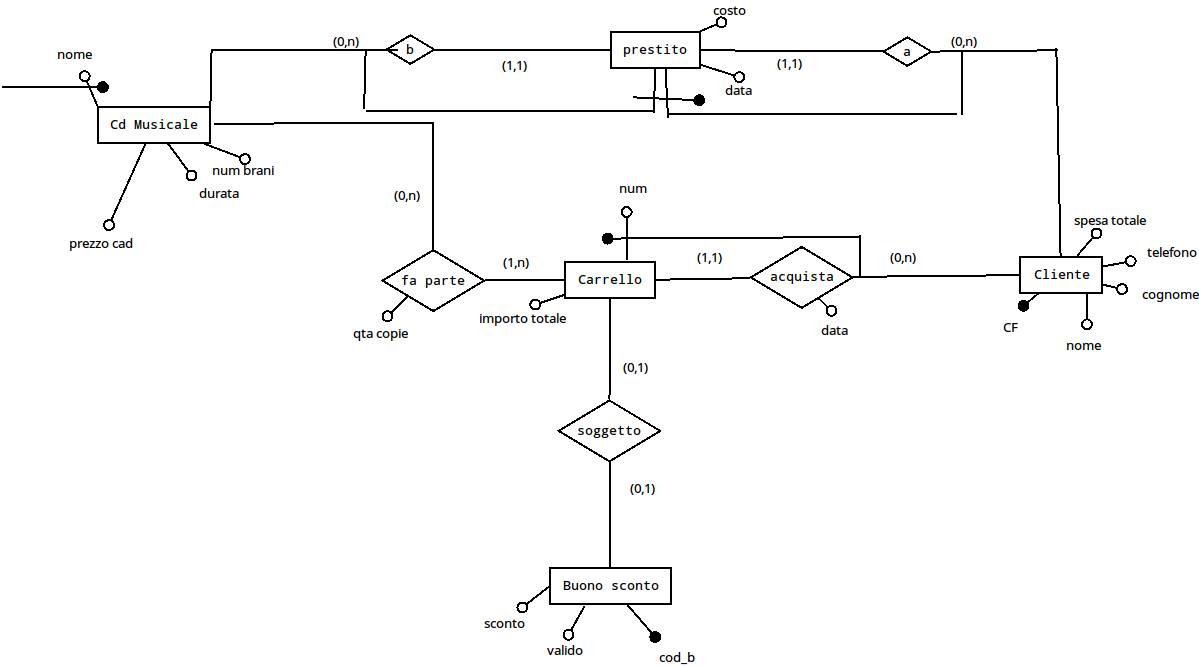 costo
nome
(0,n)
b
prestito
a
(0,n)
(1,1)
(1,1)
data
Cd Musicale
num brani
durata
prezzo cad
(0,n)
num
spesa totale
telefono
(1,n)
(1,1)
(0,n)
fa parte
Carrello
acquista
Cliente
cognome
importo totale
qta copie
data
CF
nome
(0,1)
soggetto
(0,1)
Buono sconto
sconto
valido
cod_b